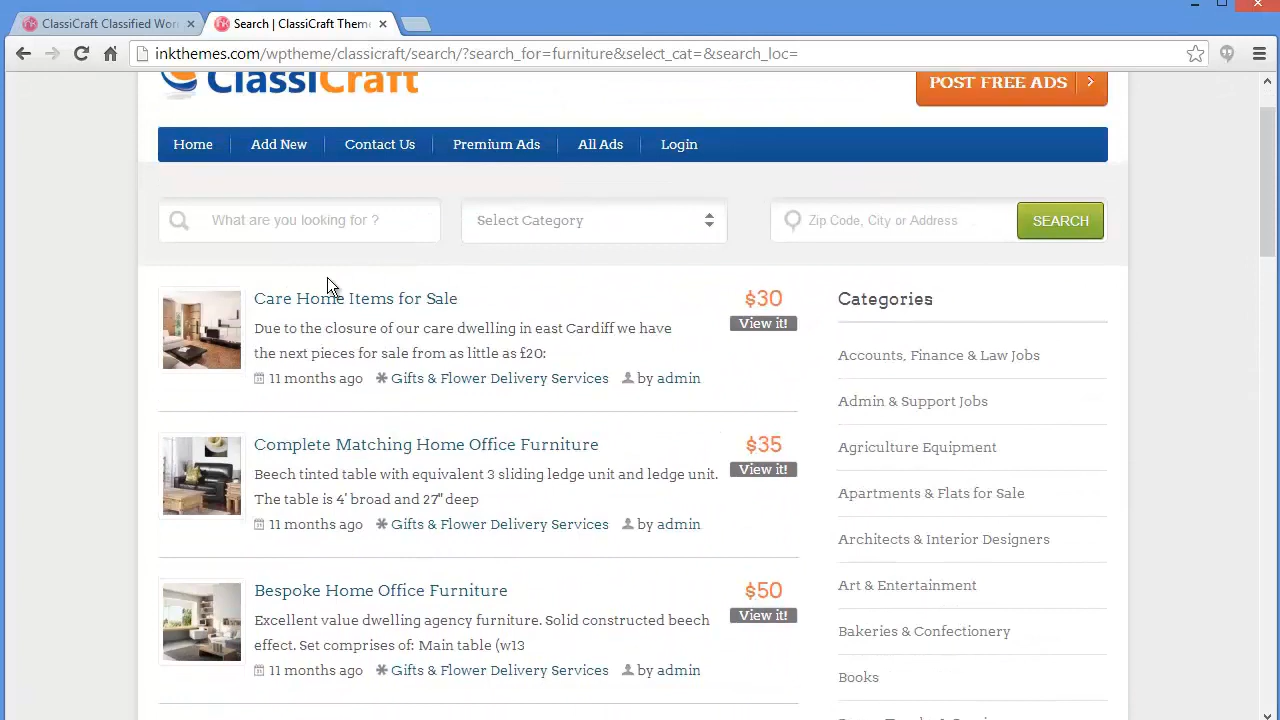 ClassiCraft Classified Wor
Search | ClassiCraft Theme
inkthemes.com/wptheme/classicraft/search/?search_for=furniture&select_cat=&search_loc=
ClassiCraft
POST FREE ADS
Home
Add New
Contact Us
Premium Ads
All Ads
Login
What are you looking for ?
Select Category
Zip Code, City or Address
SEARCH
Care Home Items for Sale
$30
View it!
Due to the closure of our care dwelling in east Cardiff we have
the next pieces for sale from as little as £20:
11 months ago Gifts & Flower Delivery Services by admin
Complete Matching Home Office Furniture
$35
View it!
Beech tinted table with equivalent 3 sliding ledge unit and ledge unit.
The table is 4' broad and 27" deep
11 months ago Gifts & Flower Delivery Services by admin
Bespoke Home Office Furniture
$50
View it!
Excellent value dwelling agency furniture. Solid constructed beech
effect. Set comprises of: Main table (w13
11 months ago Gifts & Flower Delivery Services by admin
Categories
Accounts, Finance & Law Jobs
Admin & Support Jobs
Agriculture Equipment
Apartments & Flats for Sale
Architects & Interior Designers
Art & Entertainment
Bakeries & Confectionery
Books